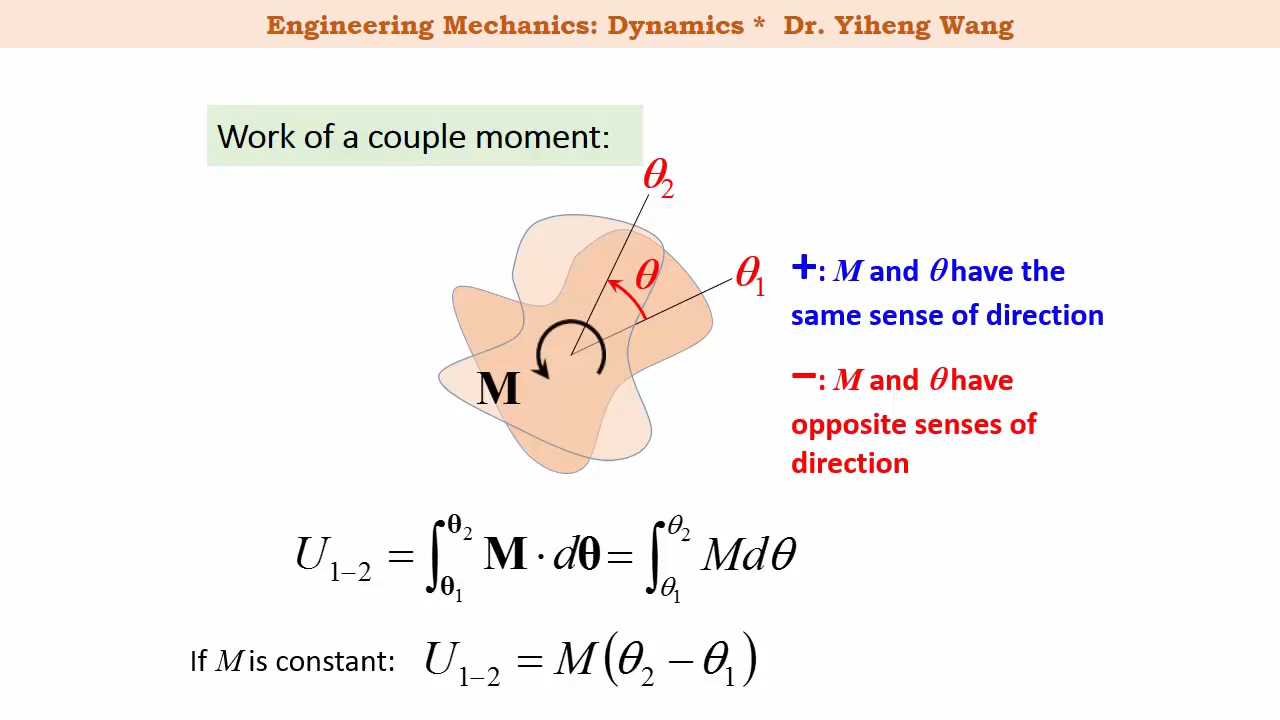 Engineering Mechanics: Dynamics * Dr. Yiheng Wang
Work of a couple moment:
θ₂
θ
θ₁
M
+: M and θ have the
same sense of direction
−: M and θ have
opposite senses of
direction
U₁₋₂ = ∫_θ₁^θ₂ M · dθ = ∫_θ₁^θ₂ Mdθ
If M is constant: U₁₋₂ = M(θ₂ − θ₁)